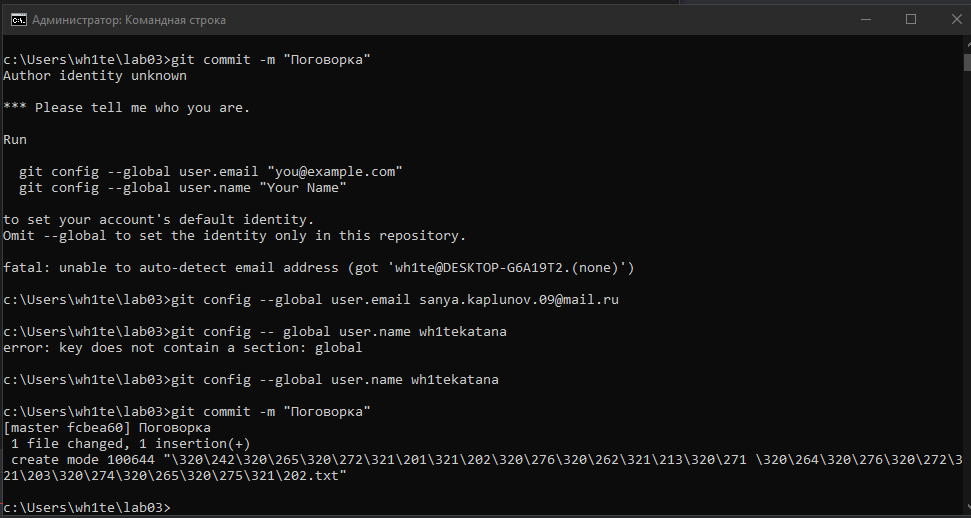 Администратор: Командная строка
c:\Users\wh1te\lab03>git commit -m "Поговорка"
Author identity unknown
*** Please tell me who you are.
Run
git config --global user.email "you@example.com"
git config --global user.name "Your Name"
to set your account's default identity.
Omit --global to set the identity only in this repository.
fatal: unable to auto-detect email address (got 'wh1te@DESKTOP-G6A19T2.(none)')
c:\Users\wh1te\lab03>git config --global user.email sanya.kaplunov.09@mail.ru
c:\Users\wh1te\lab03>git config -- global user.name wh1tekatana
error: key does not contain a section: global
c:\Users\wh1te\lab03>git config --global user.name wh1tekatana
c:\Users\wh1te\lab03>git commit -m "Поговорка"
[master fcbea60] Поговорка
1 file changed, 1 insertion(+)
create mode 100644 "\320\242\320\265\320\272\321\201\321\202\320\276\320\262\321\213\320\271 \320\264\320\276\320\272\3
21\203\320\274\320\265\320\275\321\202.txt"
c:\Users\wh1te\lab03>